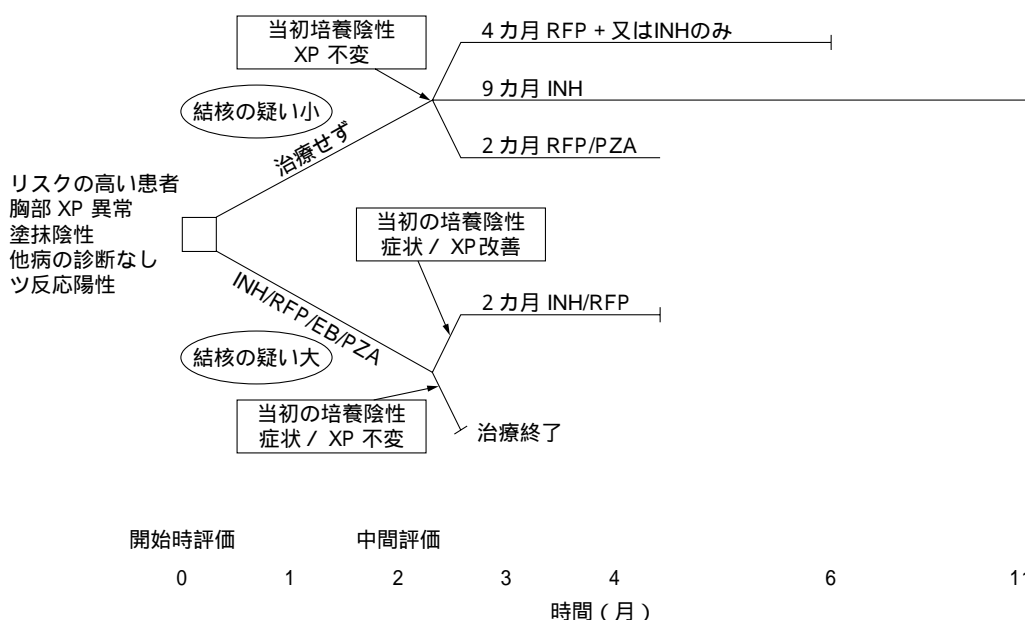 当初培養陰性
XP 不変
4 カ月 RFP + 又はINHのみ
結核の疑い小
9 カ月 INH
治療せず
2 カ月 RFP/PZA
リスクの高い患者
胸部 XP 異常
塗抹陰性
他病の診断なし
ツ反応陽性
当初の培養陰性
症状 / XP改善
INH/RFP/EB/PZA
2 カ月 INH/RFP
結核の疑い大
当初の培養陰性
症状 / XP 不変
治療終了
開始時評価 中間評価
0 1 2 3 4 6 11
時間 ( 月 )